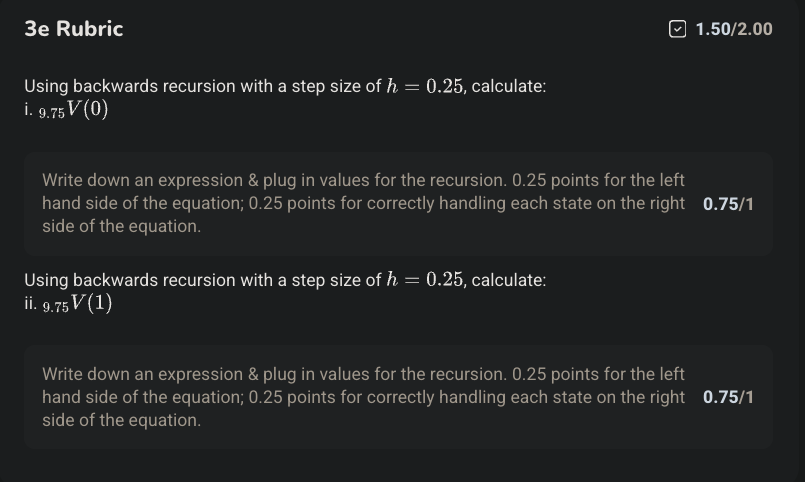 3e Rubric
1.50/2.00
Using backwards recursion with a step size of h = 0.25, calculate:
i. ₉.₇₅V(0)
Write down an expression & plug in values for the recursion. 0.25 points for the left
hand side of the equation; 0.25 points for correctly handling each state on the right
side of the equation.
0.75/1
Using backwards recursion with a step size of h = 0.25, calculate:
ii. ₉.₇₅V(1)
Write down an expression & plug in values for the recursion. 0.25 points for the left
hand side of the equation; 0.25 points for correctly handling each state on the right
side of the equation.
0.75/1